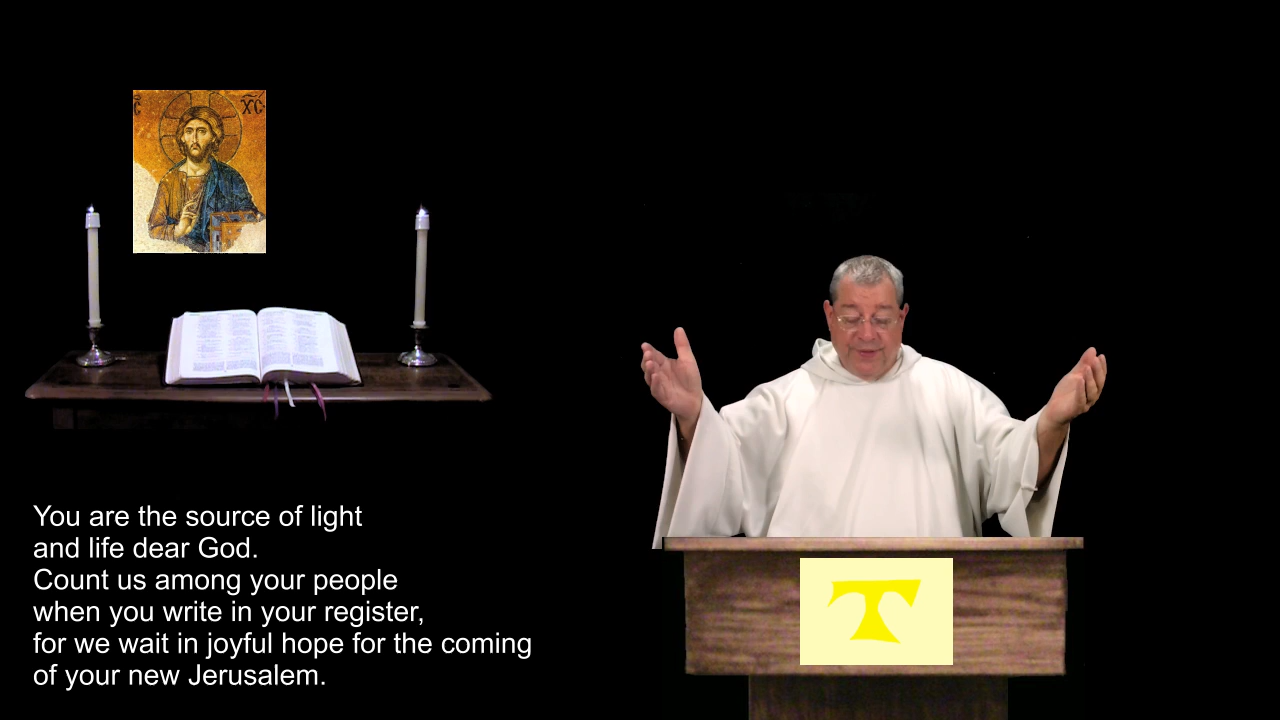 XC
You are the source of light
and life dear God.
Count us among your people
when you write in your register,
for we wait in joyful hope for the coming
of your new Jerusalem.
T